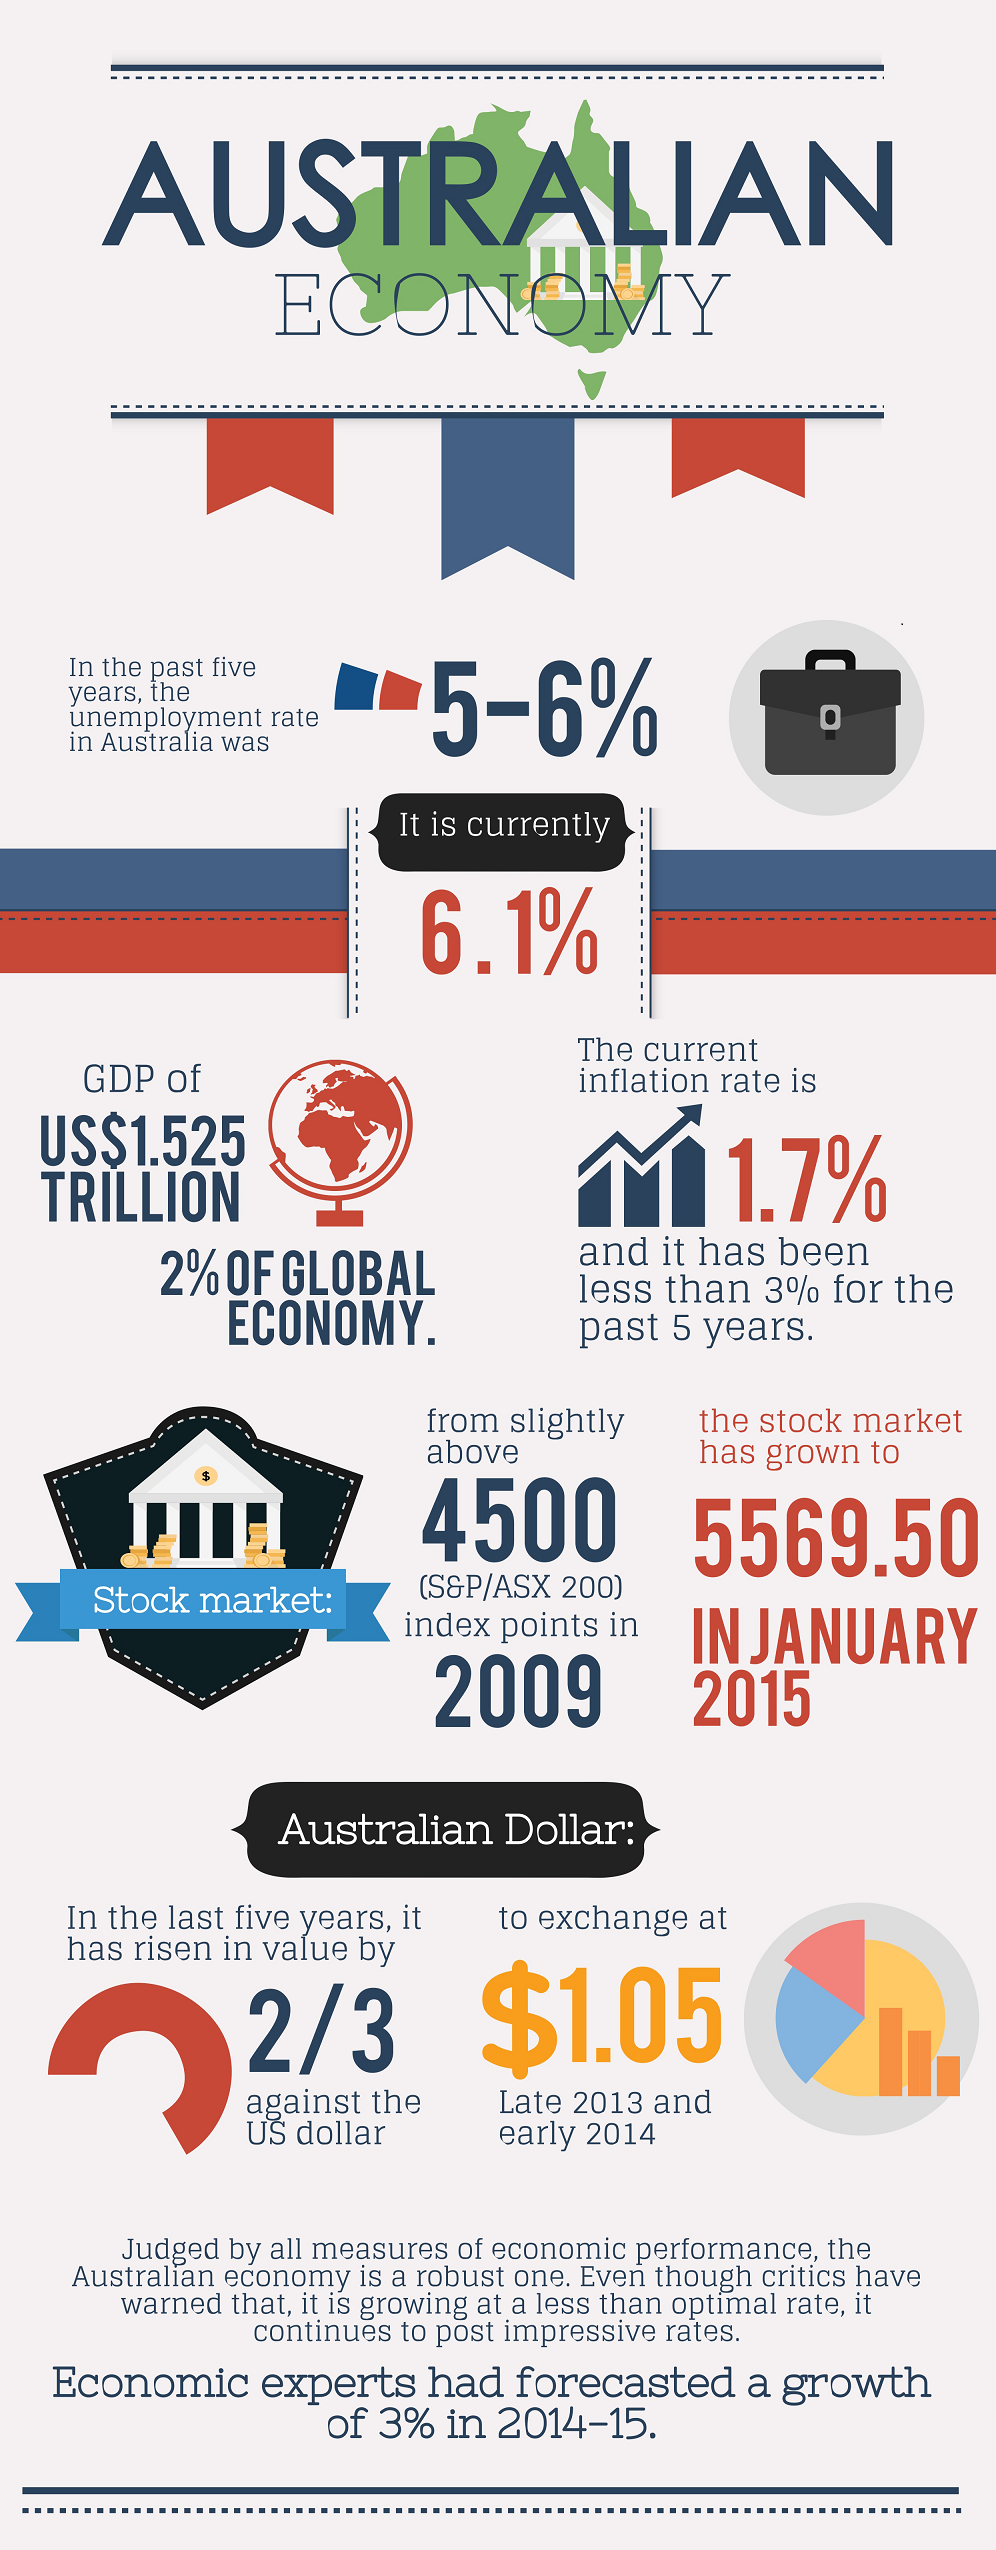 AUSTRALIAN
ECONOMY
In the past five
years, the
unemployment rate
in Australia was
5-6%
It is currently
6.1%
GDP of
US$1.525
TRILLION
2% OF GLOBAL
ECONOMY.
The current
inflation rate is
1.7%
and it has been
less than 3% for the
past 5 years.
$
Stock market:
from slightly
above
4500
(S&P/ASX 200)
index points in
2009
the stock market
has grown to
5569.50
IN JANUARY
2015
Australian Dollar:
In the last five years, it
has risen in value by
2/3
against the
US dollar
to exchange at
$1.05
Late 2013 and
early 2014
Judged by all measures of economic performance, the
Australian economy is a robust one. Even though critics have
warned that, it is growing at a less than optimal rate, it
continues to post impressive rates.
Economic experts had forecasted a growth
of 3% in 2014-15.